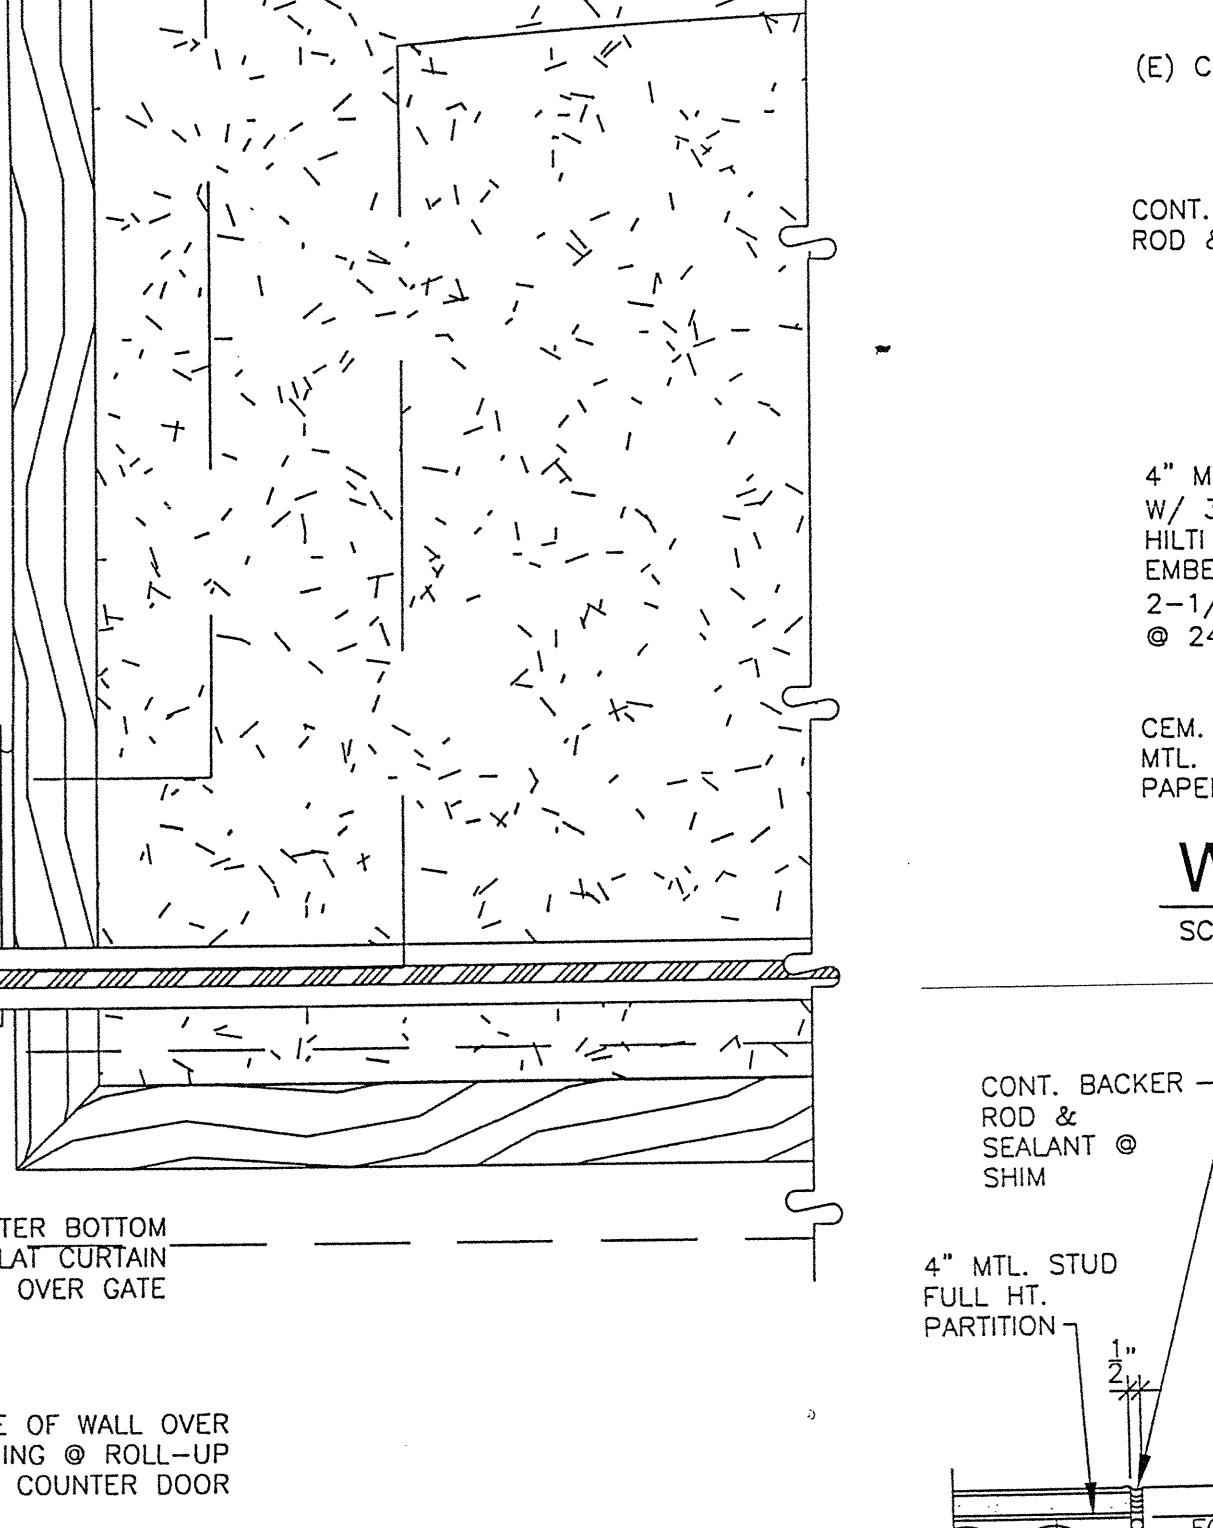 (E) C
CONT.
ROD &
4" M
W/ 3
HILTI
EMBE
2-1/
@ 24
CEM.
MTL.
PAPE
W
SC
CONT. BACKER
ROD &
SEALANT @
SHIM
4" MTL. STUD
FULL HT.
PARTITION
1/2"
TER BOTTOM
LAT CURTAIN
OVER GATE
E OF WALL OVER
ING @ ROLL-UP
COUNTER DOOR